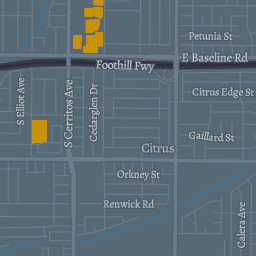 Petunia St
E Baseline Rd
Foothill Fwy
S Elliot Ave
S Cerritos Ave
Cedarglen Dr
Citrus Edge St
Gaillard St
Citrus
Orkney St
Renwick Rd
Calera Ave